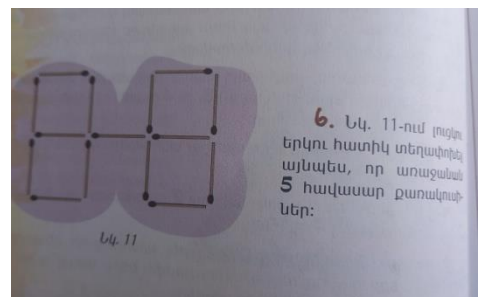 6. Նկ. 11-ում լուցկու
երկու հատիկ տեղափոխել
այնպես, որ առաջանան
5 հավասար քառակուսի-
ներ:
Նկ. 11